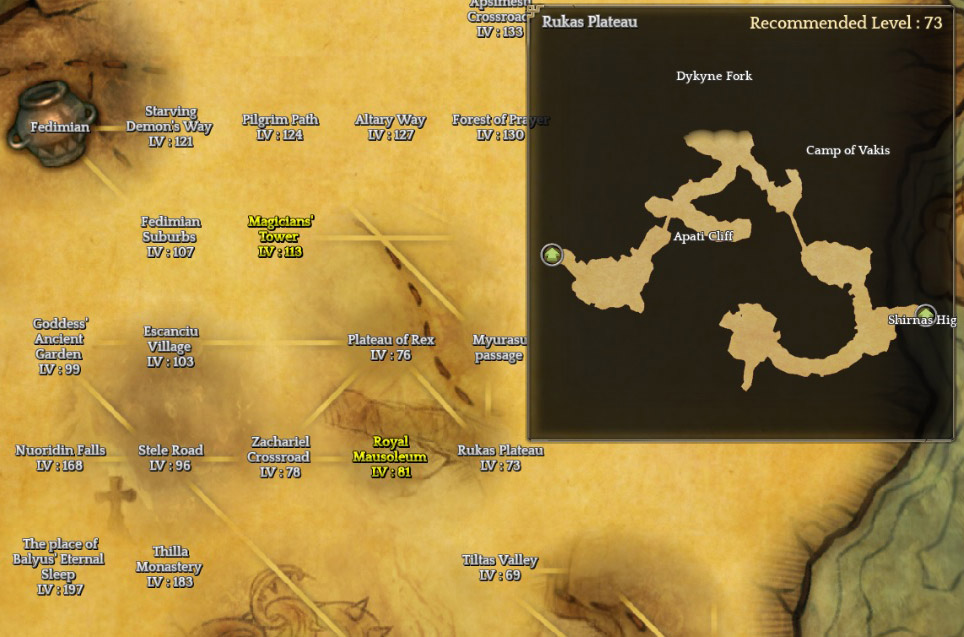 Apsimesti
Crossroad
LV : 133
Rukas Plateau
Recommended Level : 73
Dykyne Fork
Camp of Vakis
Apati Cliff
Shirnas Hig
Fedimian
Starving
Demon's Way
LV : 121
Pilgrim Path
LV : 124
Altary Way
LV : 127
Forest of Prayer
LV : 130
Fedimian
Suburbs
LV : 107
Magicians'
Tower
LV : 113
Goddess'
Ancient
Garden
LV : 99
Escanciu
Village
LV : 103
Plateau of Rex
LV : 76
Myurasu
passage
Nuoridin Falls
LV : 168
Stele Road
LV : 96
Zachariel
Crossroad
LV : 78
Royal
Mausoleum
LV : 81
Rukas Plateau
LV : 73
The place of
Balyus' Eternal
Sleep
LV : 197
Thilla
Monastery
LV : 183
Tiltas Valley
LV : 69